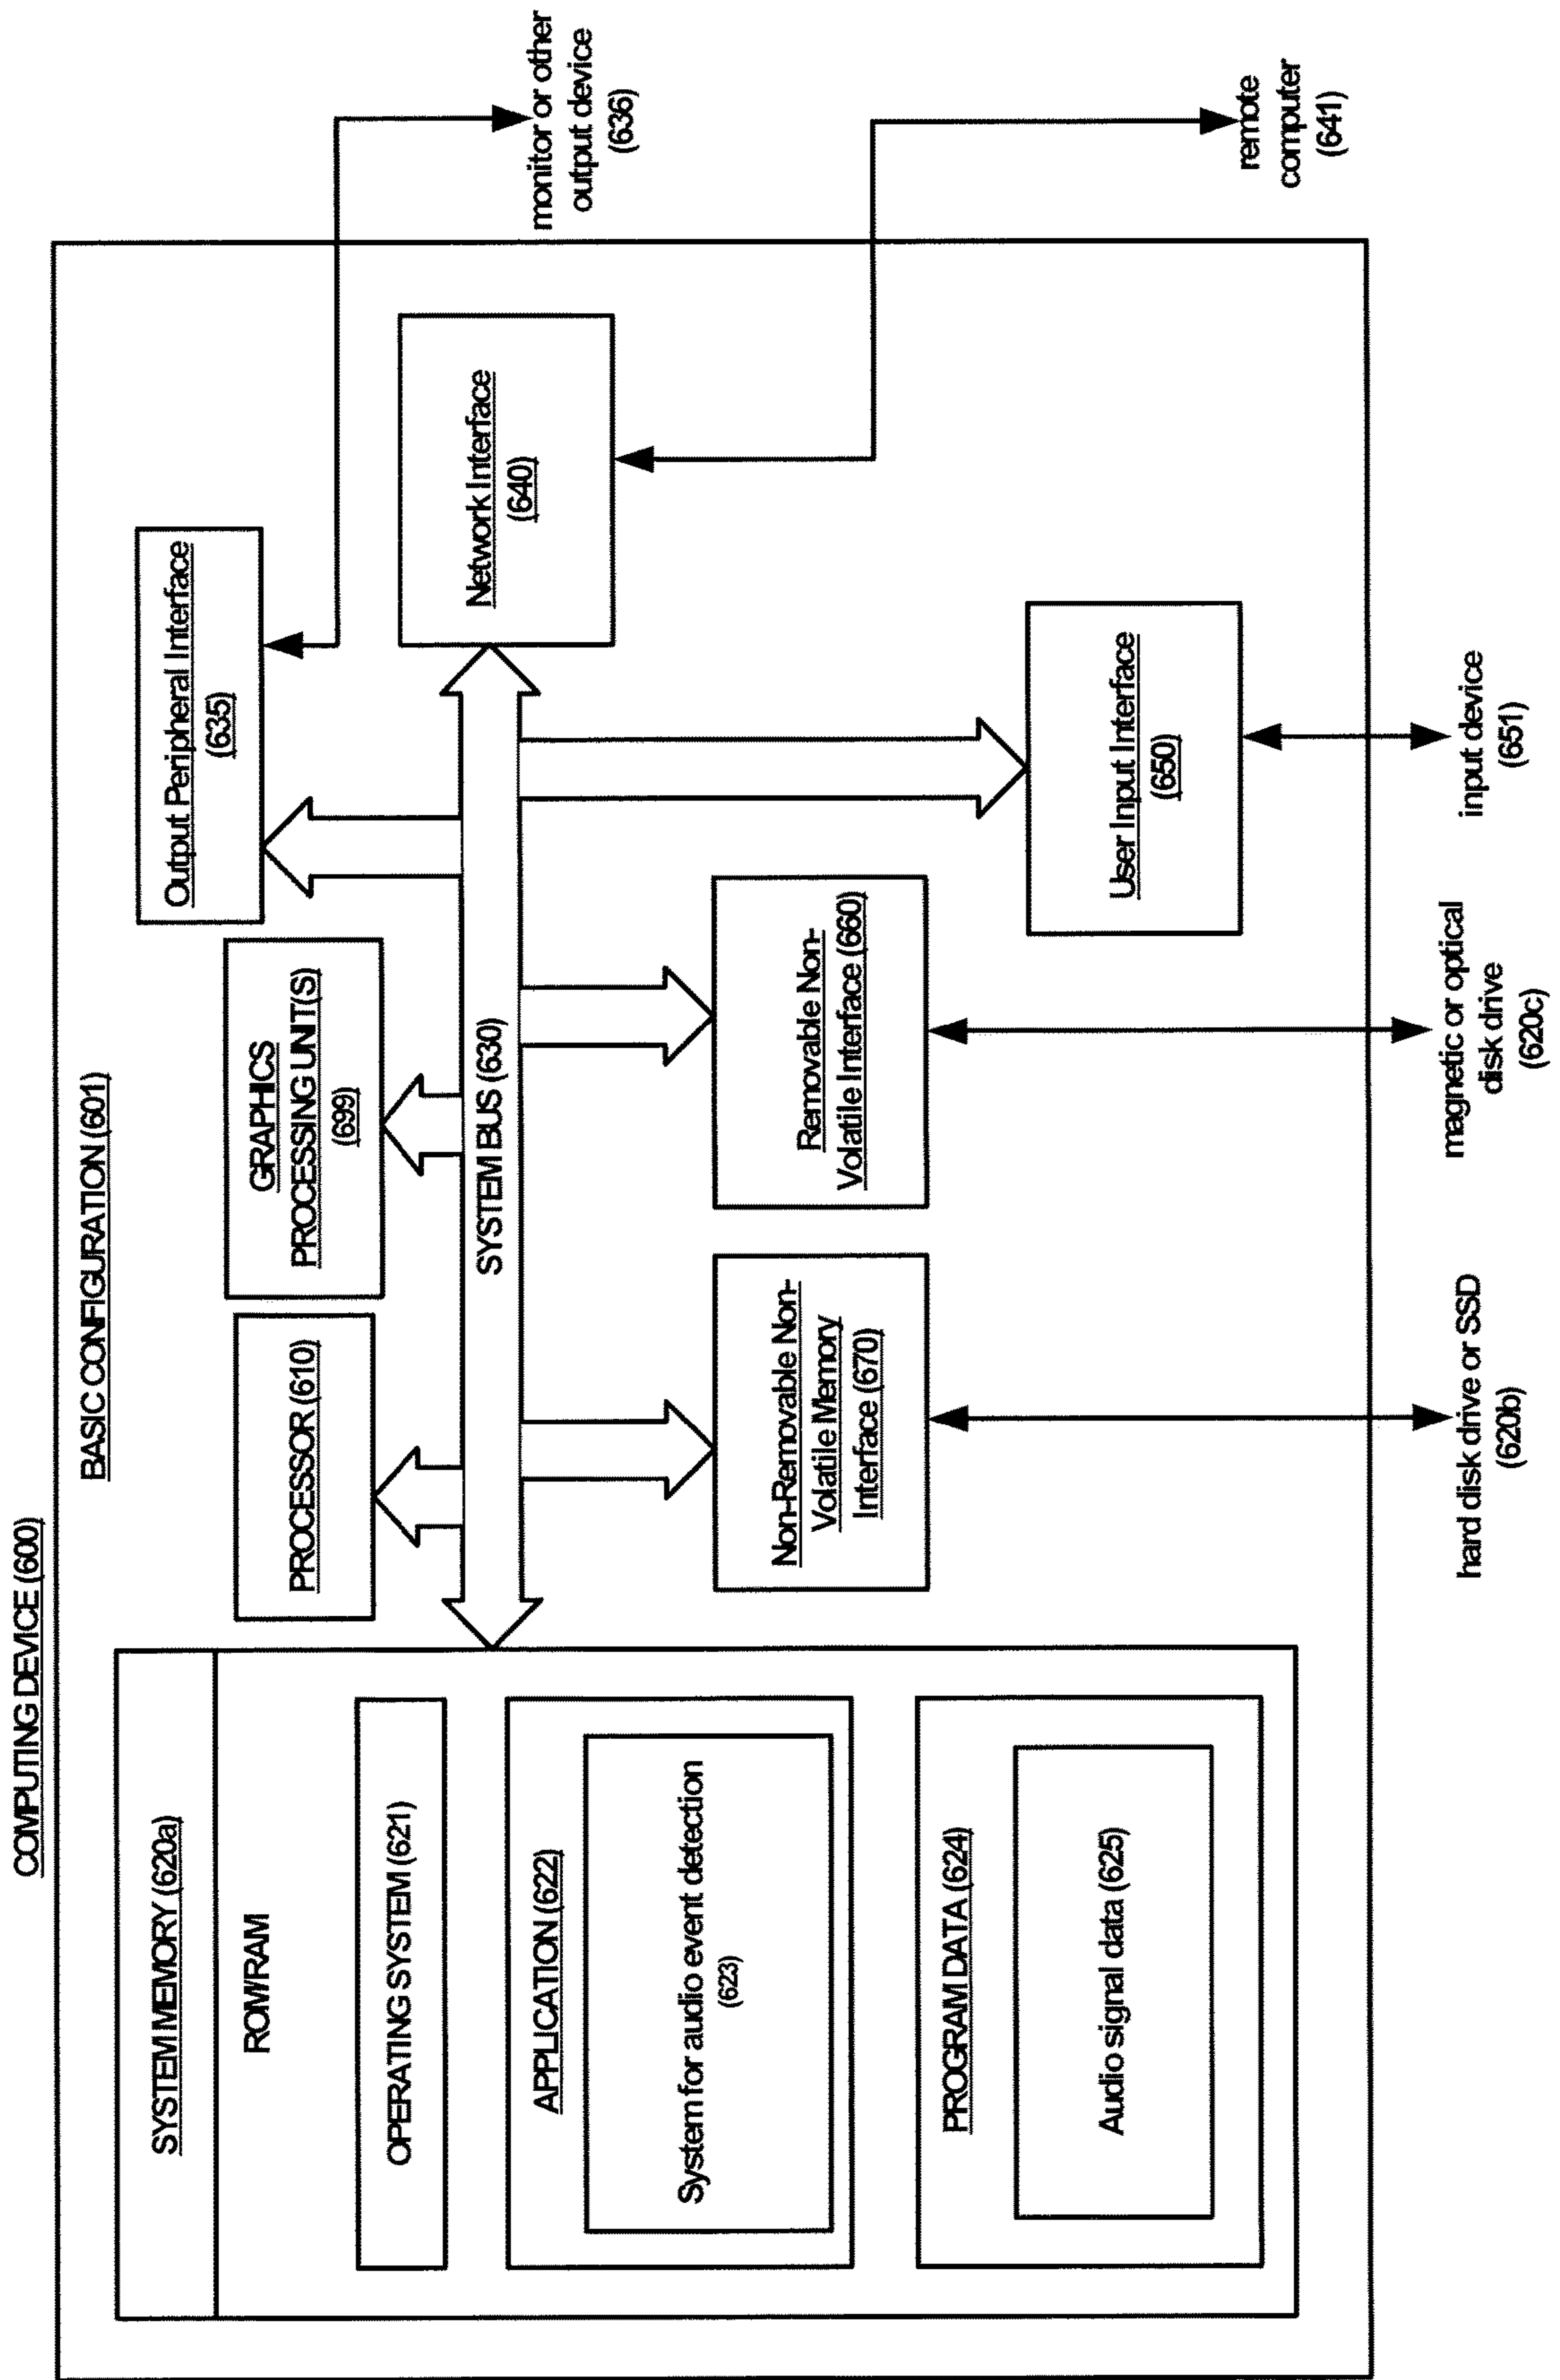 COMPUTING DEVICE (600)
BASIC CONFIGURATION (601)
SYSTEM MEMORY (620a)
ROM/RAM
OPERATING SYSTEM (621)
APPLICATION (622)
System for audio event detection
(623)
PROGRAM DATA (624)
Audio signal data (625)
PROCESSOR (610)
GRAPHICS
PROCESSING UNIT(S)
(699)
Output Peripheral Interface
(635)
SYSTEM BUS (630)
Network Interface
(640)
Non-Removable Non-
Volatile Memory
Interface (670)
Removable Non-
Volatile Interface (660)
User Input Interface
(650)
monitor or other
output device
(636)
remote
computer
(641)
hard disk drive or SSD
(620b)
magnetic or optical
disk drive
(620c)
input device
(651)